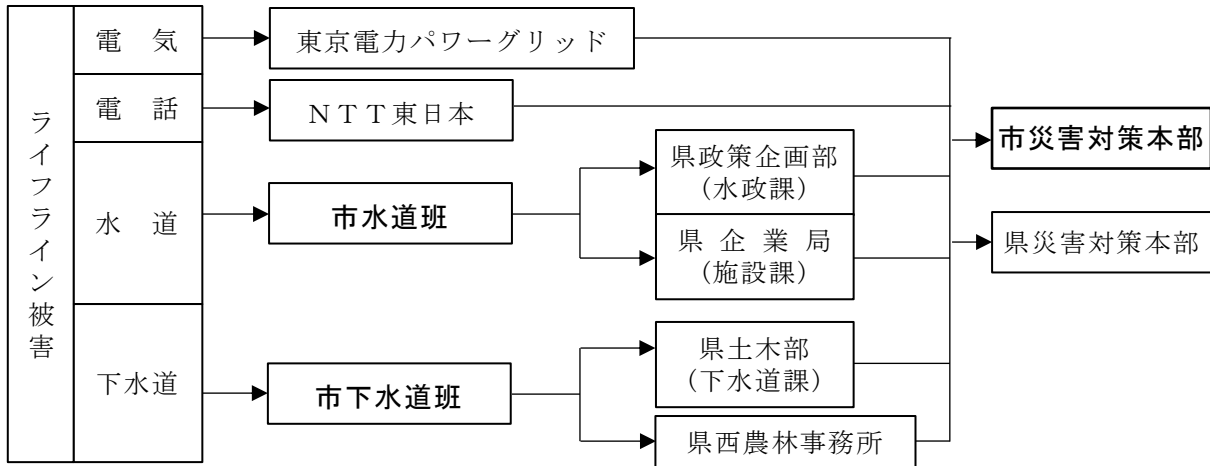 ライフライン被害
電気
東京電力パワーグリッド
電話
ＮＴＴ東日本
水道
市水道班
県政策企画部
(水政課)
県企業局
(施設課)
下水道
市下水道班
県土木部
(下水道課)
県西農林事務所
市災害対策本部
県災害対策本部